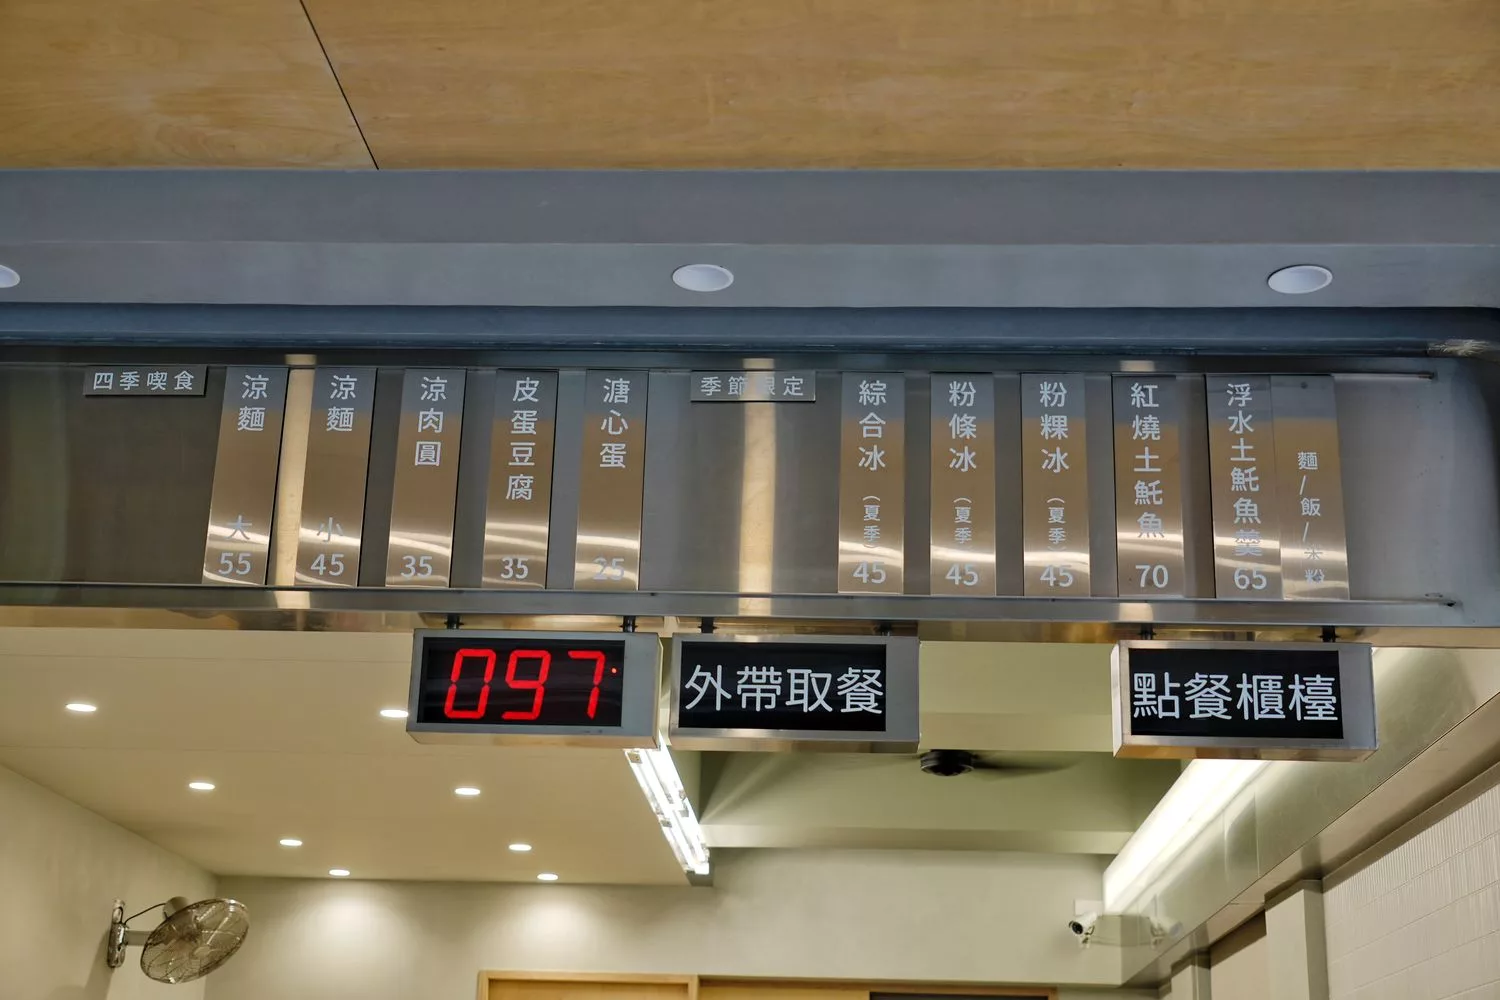 四季喫食
涼麵 大 55
涼麵 小 45
涼肉圓 35
皮蛋豆腐 35
溏心蛋 25
季節限定
綜合冰（夏季）45
粉條冰（夏季）45
粉粿冰（夏季）45
紅燒土魠魚 70
浮水土魠魚羹 65
麵/飯/米粉
097
外帶取餐
點餐櫃檯